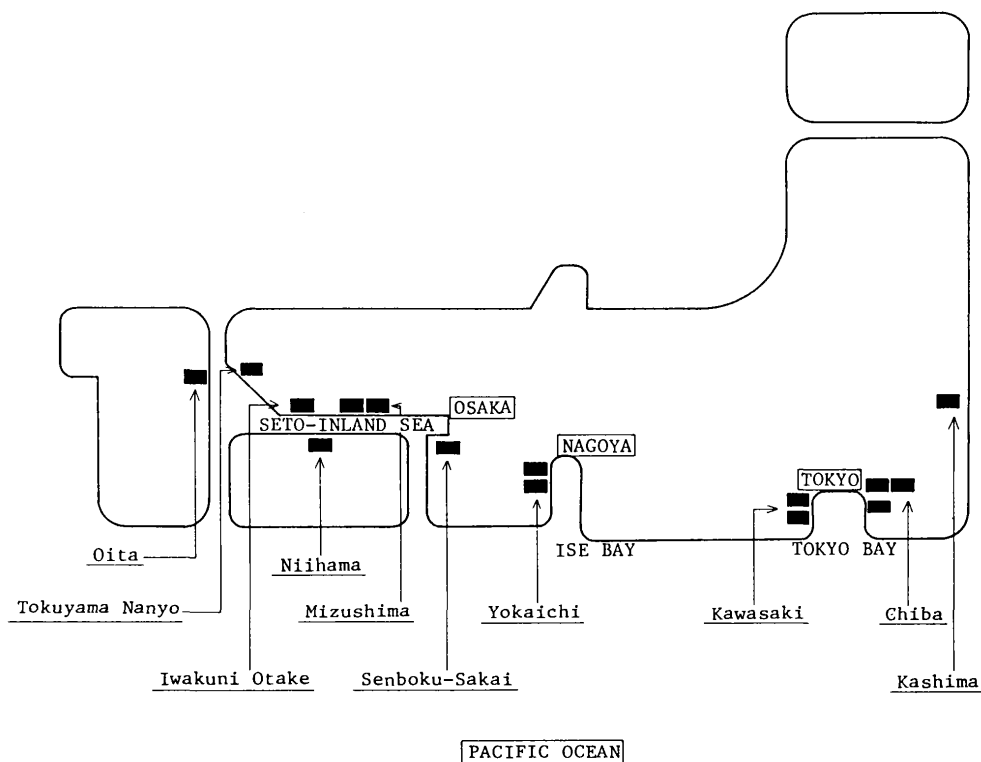 OSAKA
SETO-INLAND SEA
NAGOYA
TOKYO
ISE BAY
TOKYO BAY
Oita
Niihama
Tokuyama Nanyo
Mizushima
Yokaichi
Kawasaki
Chiba
Iwakuni Otake
Senboku-Sakai
Kashima
PACIFIC OCEAN